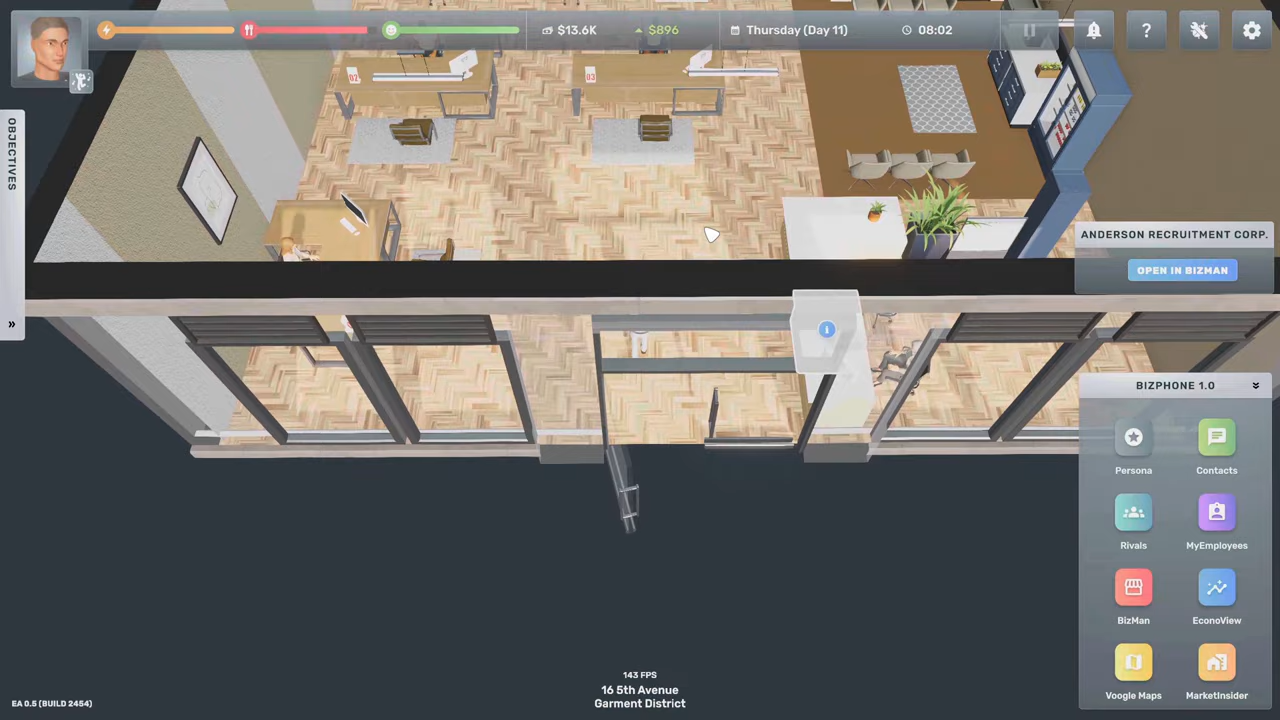 $13.6K
$896
Thursday (Day 11)
08:02
?
OBJECTIVES
»
02
03
ANDERSON RECRUITMENT CORP.
OPEN IN BIZMAN
BIZPHONE 1.0
Persona
Contacts
Rivals
MyEmployees
BizMan
EconoView
Voogle Maps
MarketInsider
143 FPS
16 5th Avenue
Garment District
EA 0.5 (BUILD 2454)